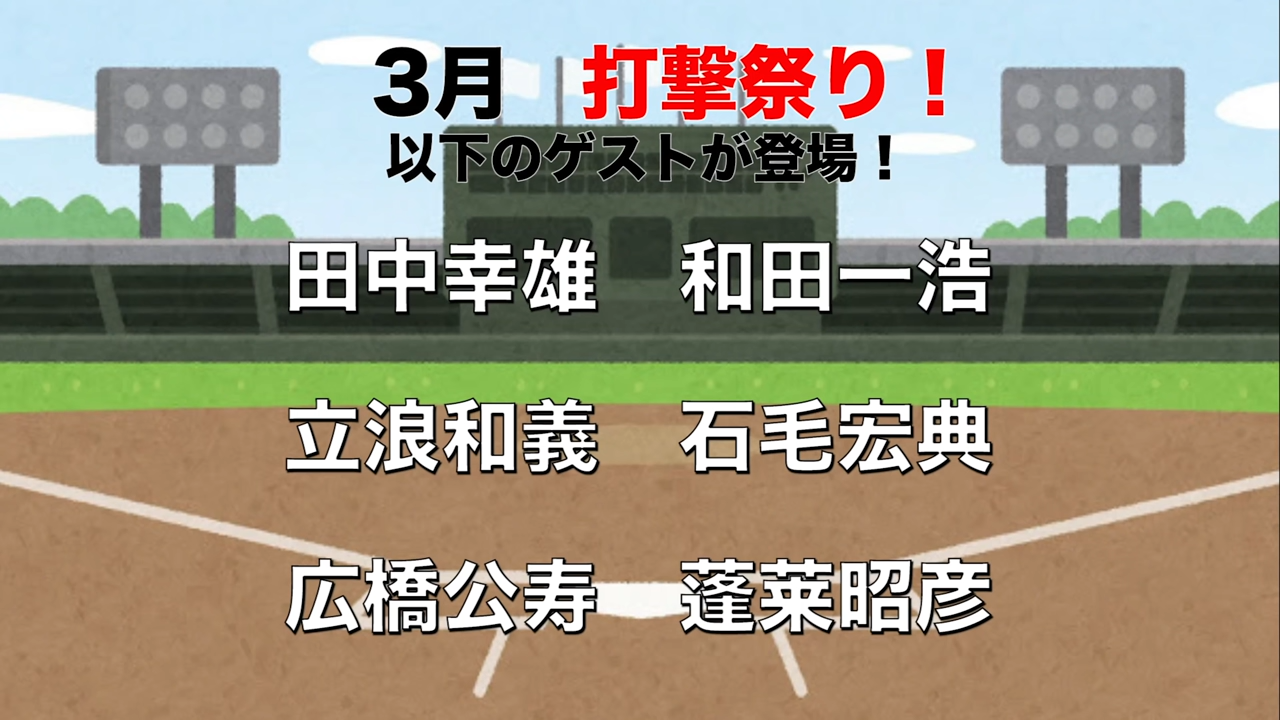 3月　打撃祭り！
以下のゲストが登場！
田中幸雄　和田一浩
立浪和義　石毛宏典
広橋公寿　蓬莱昭彦